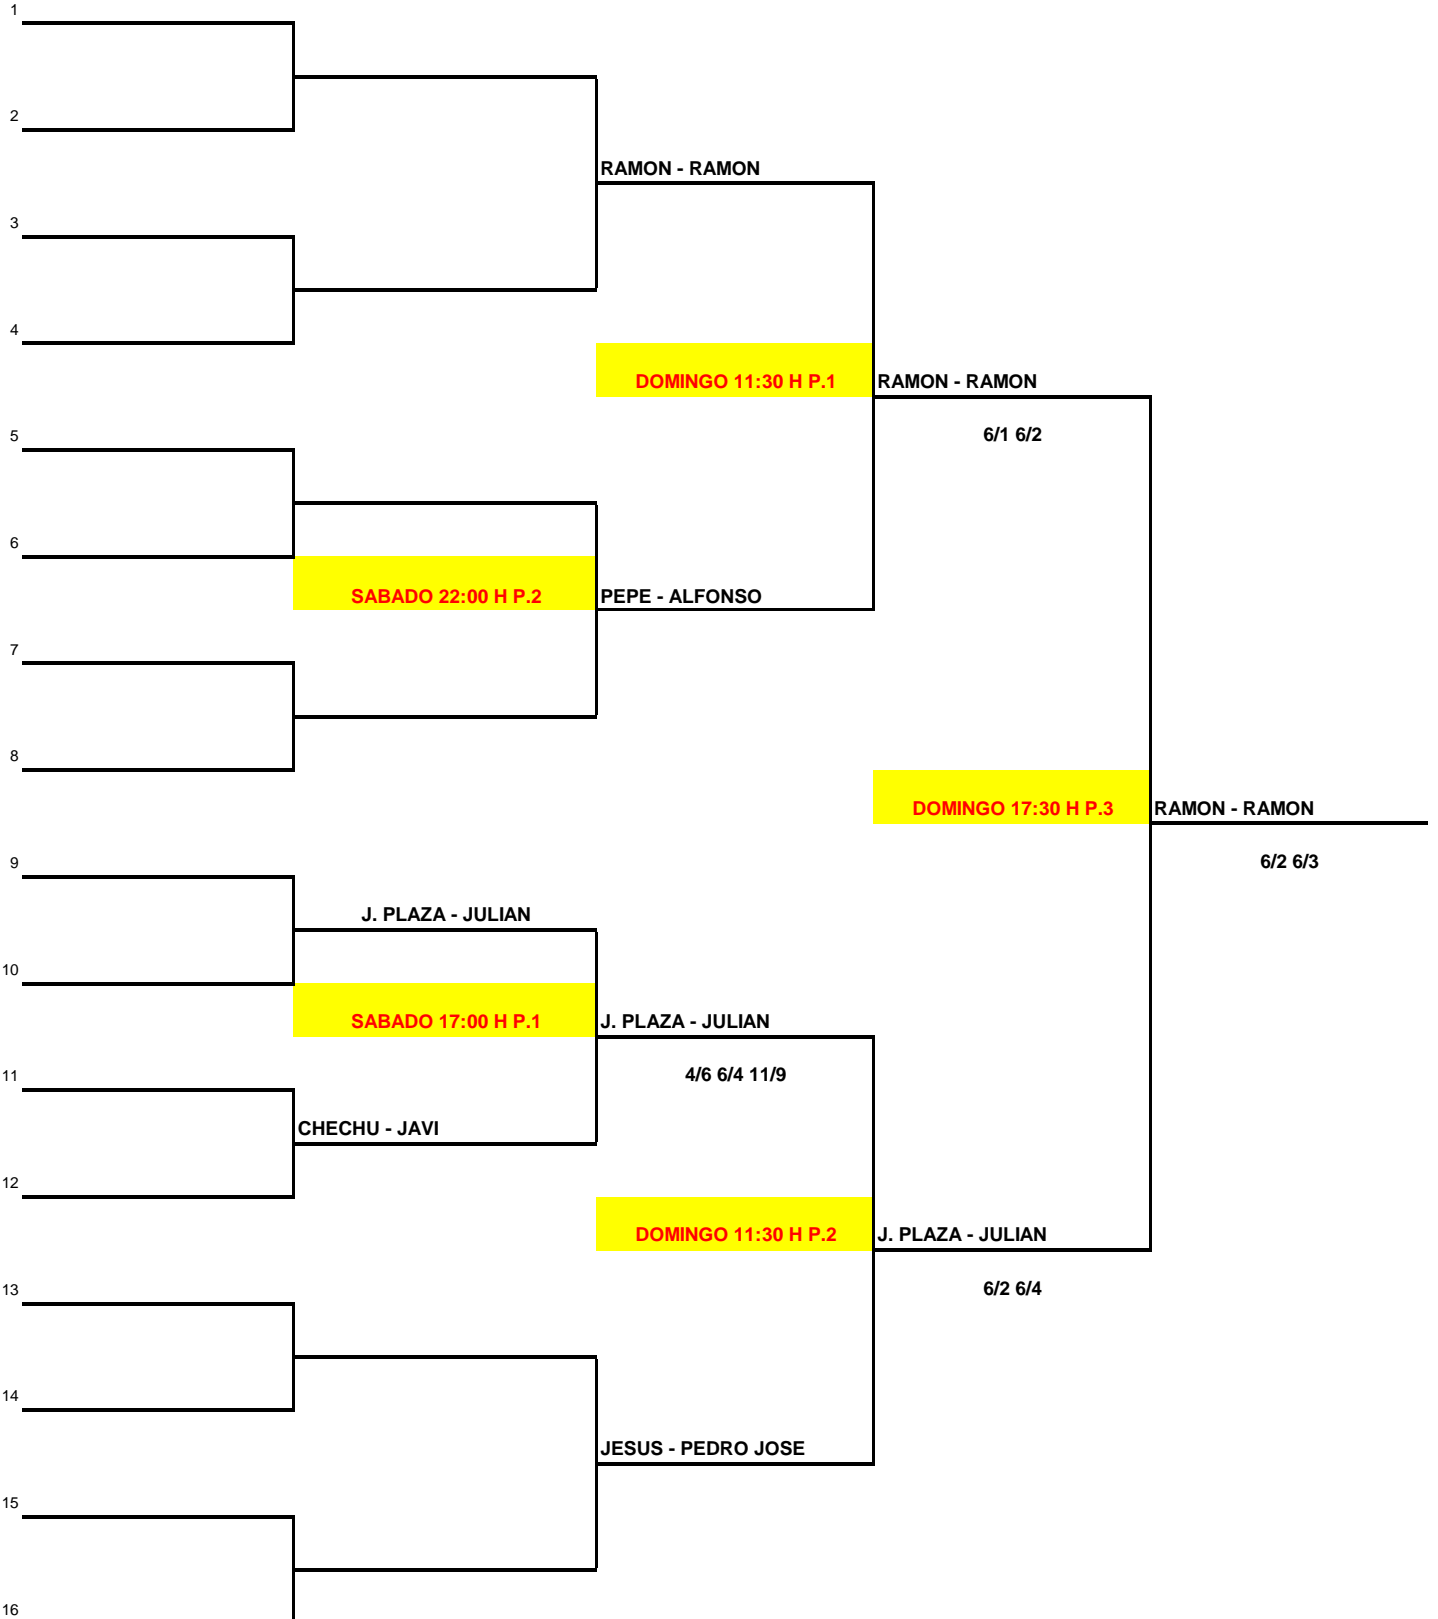 1
2
RAMON - RAMON
3
4
DOMINGO 11:30 H P.1
RAMON - RAMON
6/1 6/2
5
6
SABADO 22:00 H P.2
PEPE - ALFONSO
7
8
DOMINGO 17:30 H P.3
RAMON - RAMON
6/2 6/3
9
J. PLAZA - JULIAN
10
SABADO 17:00 H P.1
J. PLAZA - JULIAN
4/6 6/4 11/9
11
CHECHU - JAVI
12
DOMINGO 11:30 H P.2
J. PLAZA - JULIAN
6/2 6/4
13
14
JESUS - PEDRO JOSE
15
16